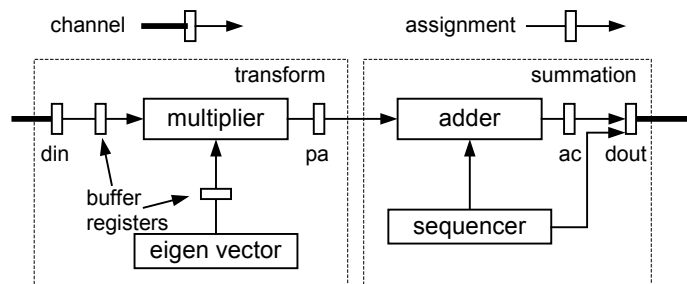 channel
assignment
transform
summation
multiplier
adder
din
pa
ac
dout
buffer
registers
sequencer
eigen vector